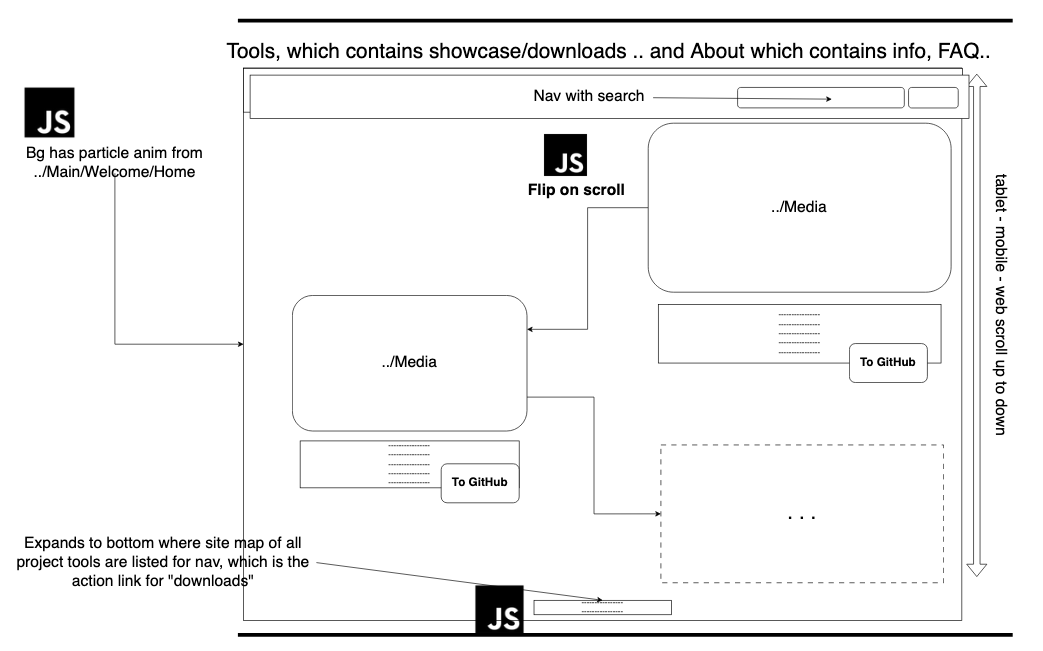 Tools, which contains showcase/downloads .. and About which contains info, FAQ..
Nav with search
JS
Bg has particle anim from
../Main/Welcome/Home
JS
Flip on scroll
../Media
tablet - mobile - web scroll up to down
To GitHub
../Media
To GitHub
. . .
Expands to bottom where site map of all
project tools are listed for nav, which is the
action link for "downloads"
JS